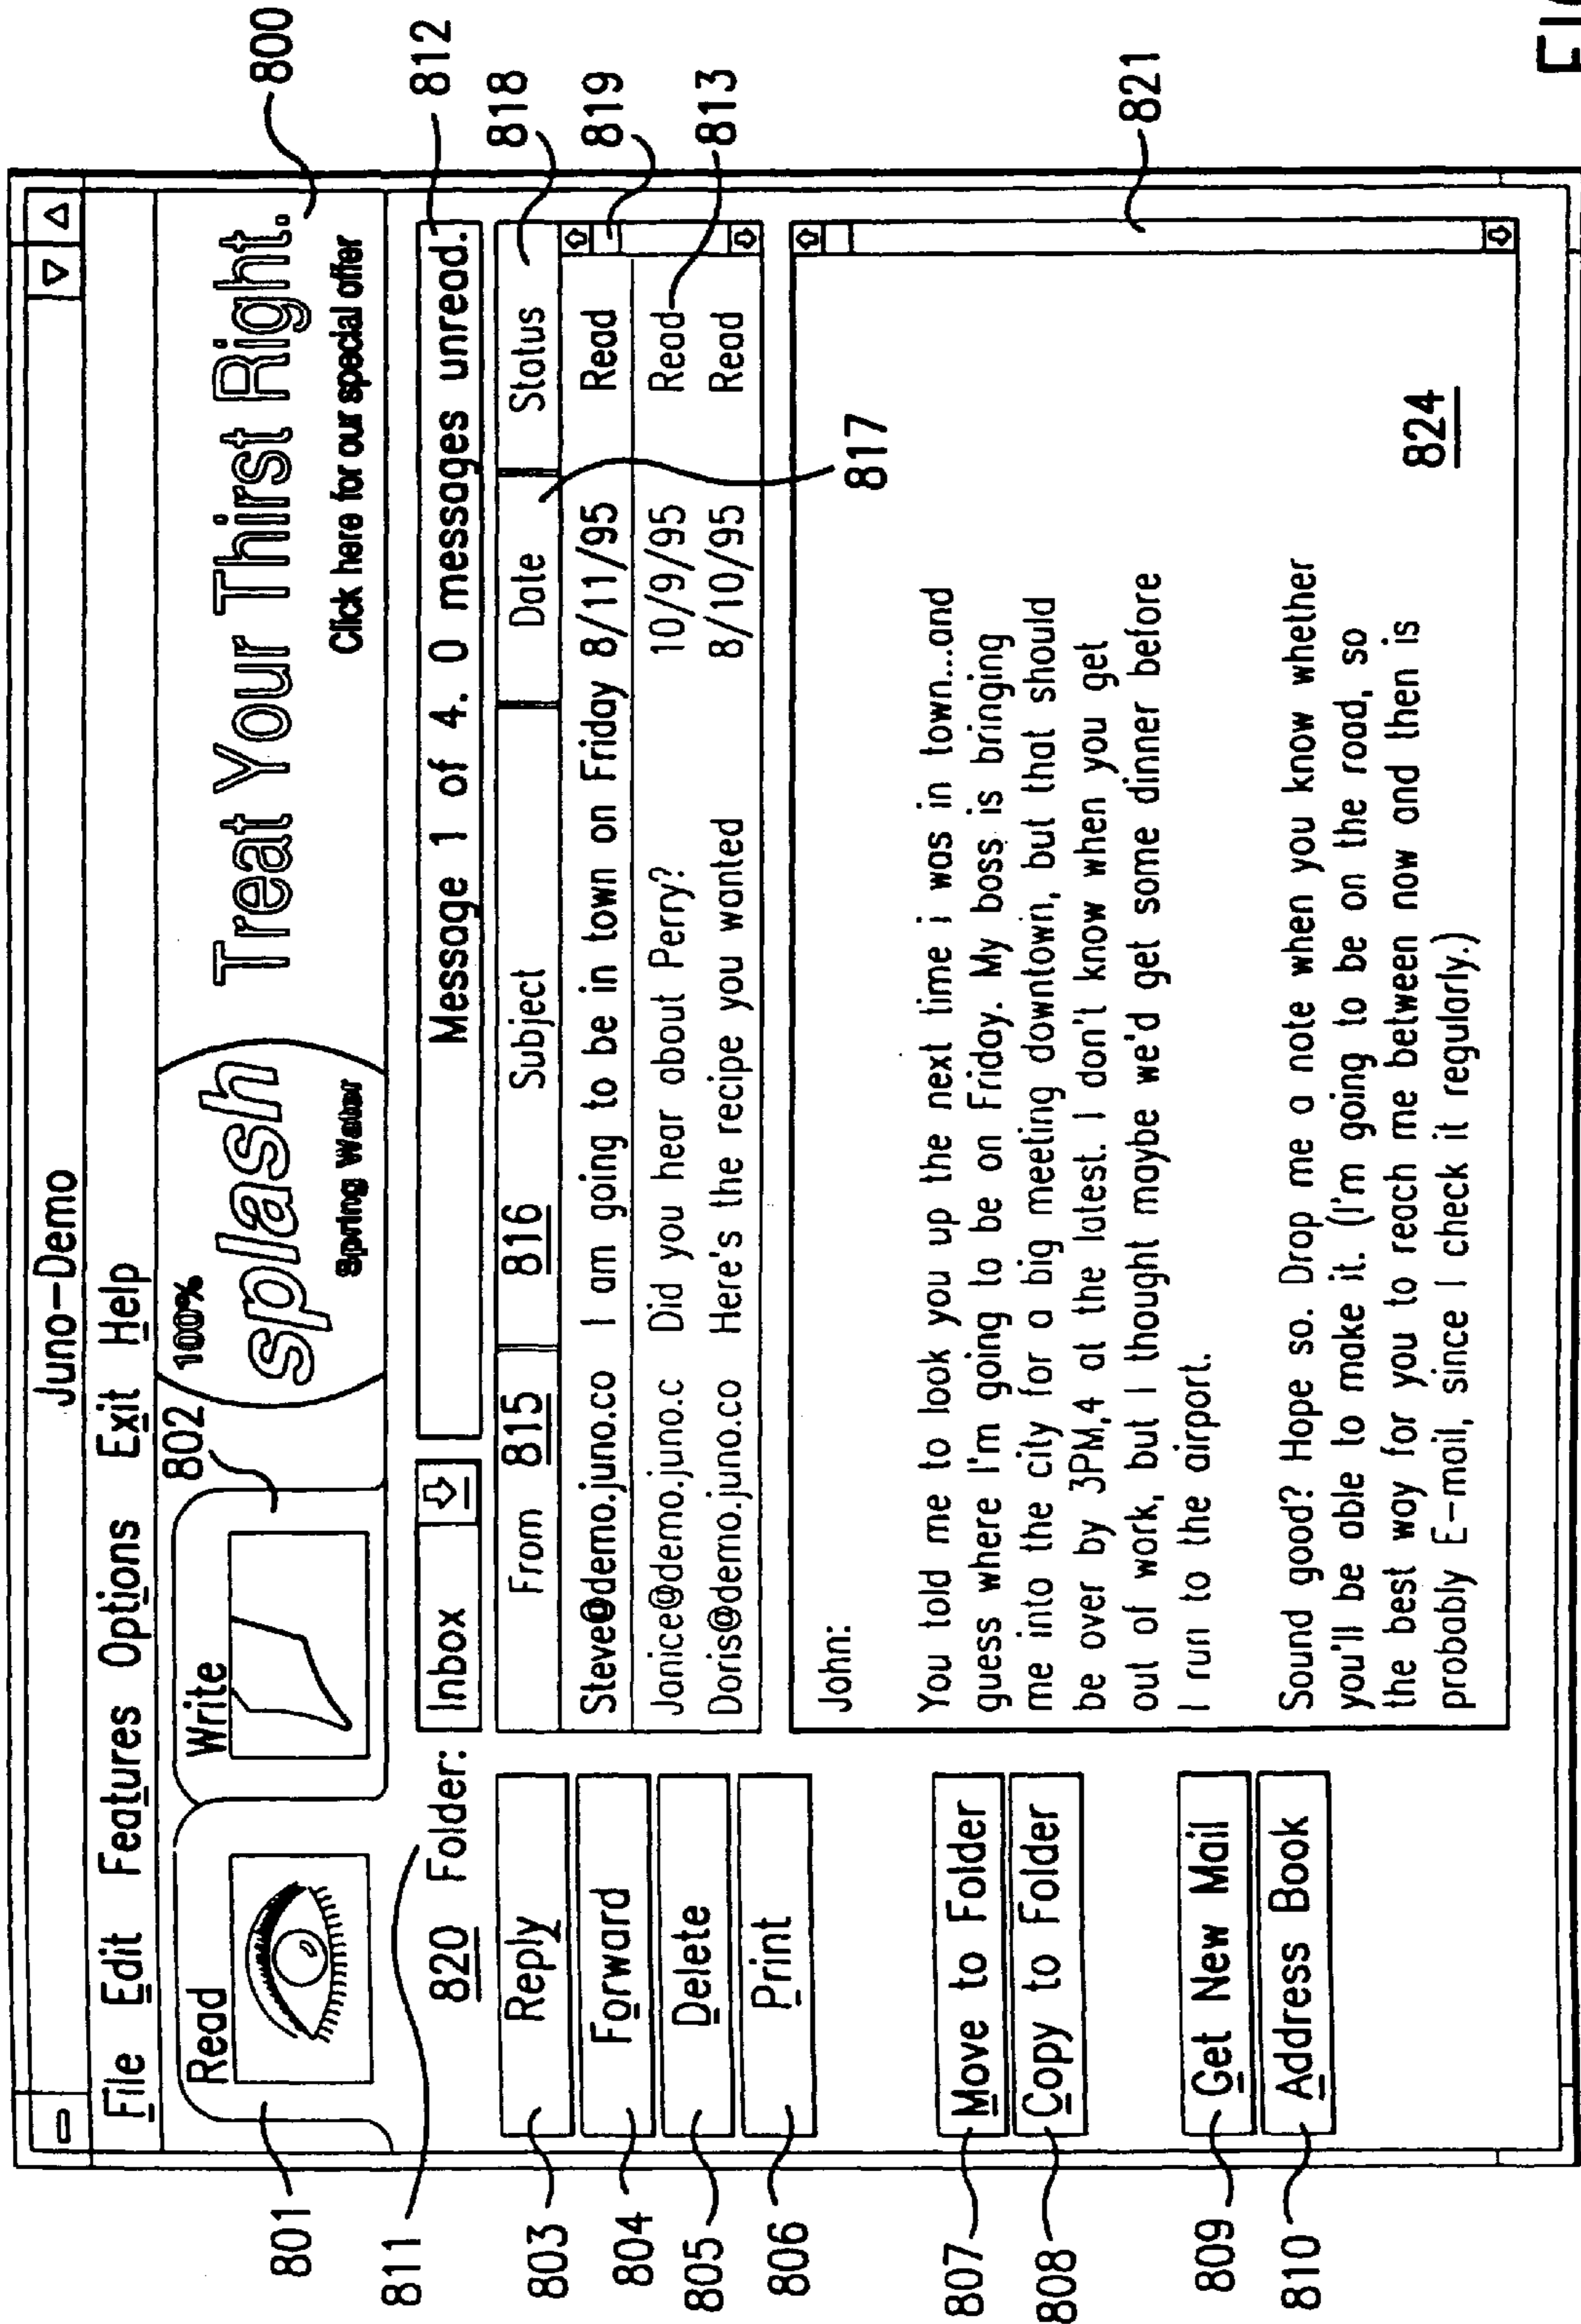 Juno-Demo
File Edit Features Options Exit Help
Read
Write
802
100%
splash
Spring Water
Treat Your Thirst Right.
Click here for our special offer
800
801
811
820 Folder: Inbox
Message 1 of 4. 0 messages unread.
812
From 815 816 Subject Date Status
818
Steve@demo.juno.co I am going to be in town on Friday 8/11/95 Read
819
Janice@demo.juno.c Did you hear about Perry? 10/9/95 Read
813
Doris@demo.juno.co Here's the recipe you wanted 8/10/95 Read
817
803 Reply
804 Forward
805 Delete
806 Print
807 Move to Folder
808 Copy to Folder
809 Get New Mail
810 Address Book
John:
You told me to look you up the next time i was in town...and
guess where I'm going to be on Friday. My boss is bringing
me into the city for a big meeting downtown, but that should
be over by 3PM,4 at the latest. I don't know when you get
out of work, but I thought maybe we'd get some dinner before
I run to the airport.
Sound good? Hope so. Drop me a note when you know whether
you'll be able to make it. (I'm going to be on the road, so
the best way for you to reach me between now and then is
probably E-mail, since I check it regularly.)
824
821